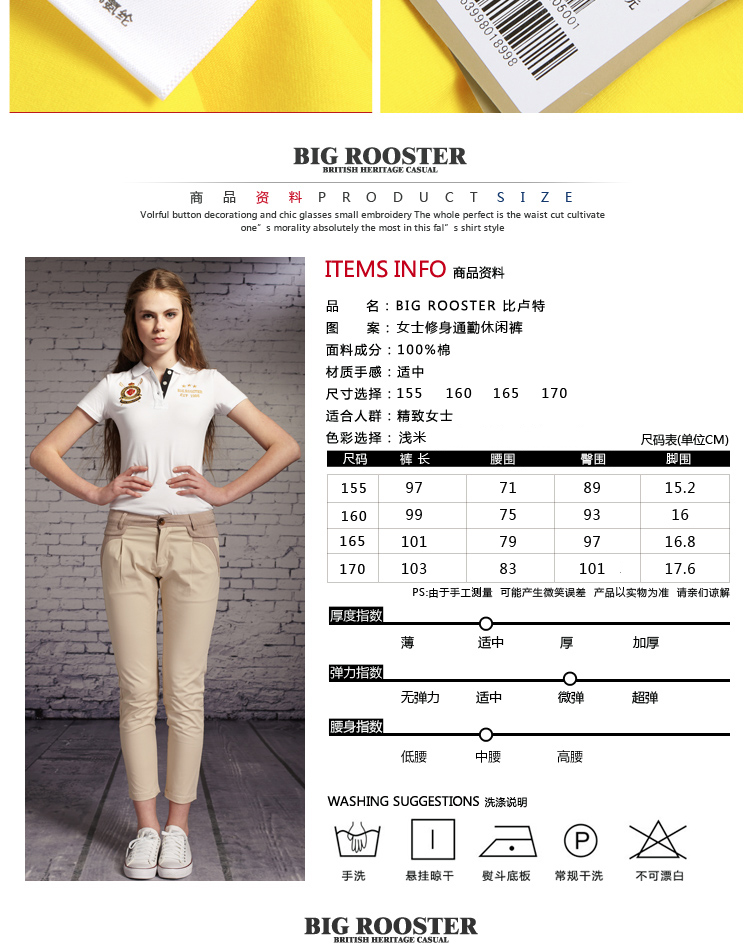 氨纶
83998018998
05001
元
BIG ROOSTER
BRITISH HERITAGE CASUAL
商 品 资 料 P R O D U C T S I Z E
Volrful button decorationg and chic glasses small embroidery The whole perfect is the waist cut cultivate
one”s morality absolutely the most in this fal”s shirt style
ITEMS INFO 商品资料
品 名：BIG ROOSTER 比卢特
图 案：女士修身通勤休闲裤
面料成分：100%棉
材质手感：适中
尺寸选择：155 160 165 170
适合人群：精致女士
色彩选择：浅米
尺码表(单位CM)
尺码 裤 长 腰围 臀围 脚围
155 97 71 89 15.2
160 99 75 93 16
165 101 79 97 16.8
170 103 83 101 17.6
PS:由于手工测量 可能产生微笑误差 产品以实物为准 请亲们谅解
厚度指数
薄 适中 厚 加厚
弹力指数
无弹力 适中 微弹 超弹
腰身指数
低腰 中腰 高腰
WASHING SUGGESTIONS 洗涤说明
P
手洗 悬挂晾干 熨斗底板 常规干洗 不可漂白
BIG ROOSTER
BRITISH HERITAGE CASUAL